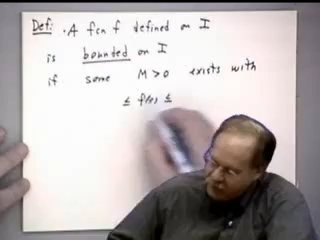 Def: · A fcn f defined on I
is bounded on I
if some M > 0 exists with
≤ f(x) ≤